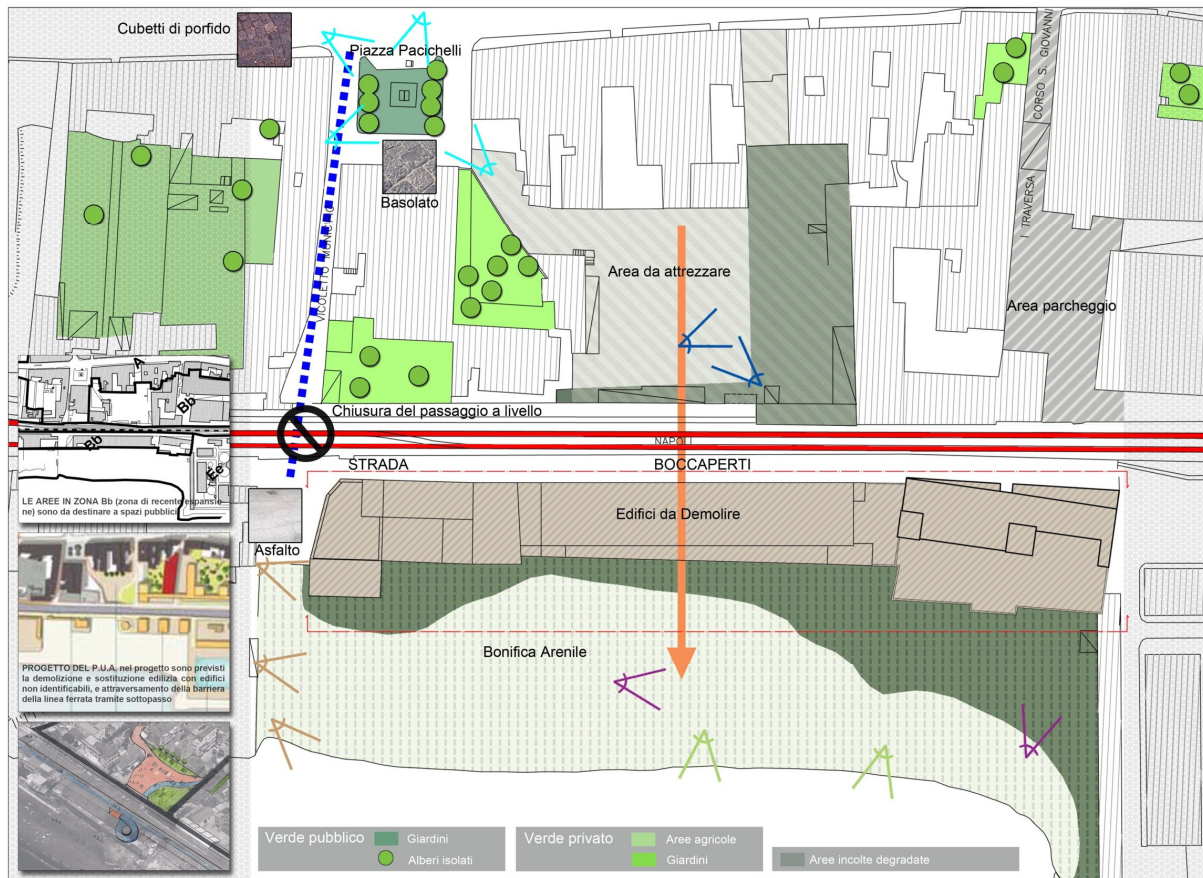 Cubetti di porfido
Piazza Pacichelli
Basolato
VICOLETTO MUNICIPIO
Area da attrezzare
I TRAVERSA CORSO S. GIOVANNI
Area parcheggio
Chiusura del passaggio a livello
NAPOLI
STRADA BOCCAPERTI
Edifici da Demolire
A
Bb
Bb
Ee
LE AREE IN ZONA Bb (zona di recente espansio
ne) sono da destinare a spazi pubblici
Asfalto
PROGETTO DEL P.U.A. nel progetto sono previsti
la demolizione e sostituzione edilizia con edifici
non identificabili, e attraversamento della barriera
della linea ferrata tramite sottopasso
Bonifica Arenile
Verde pubblico
Giardini
Alberi isolati
Verde privato
Aree agricole
Giardini
Aree incolte degradate